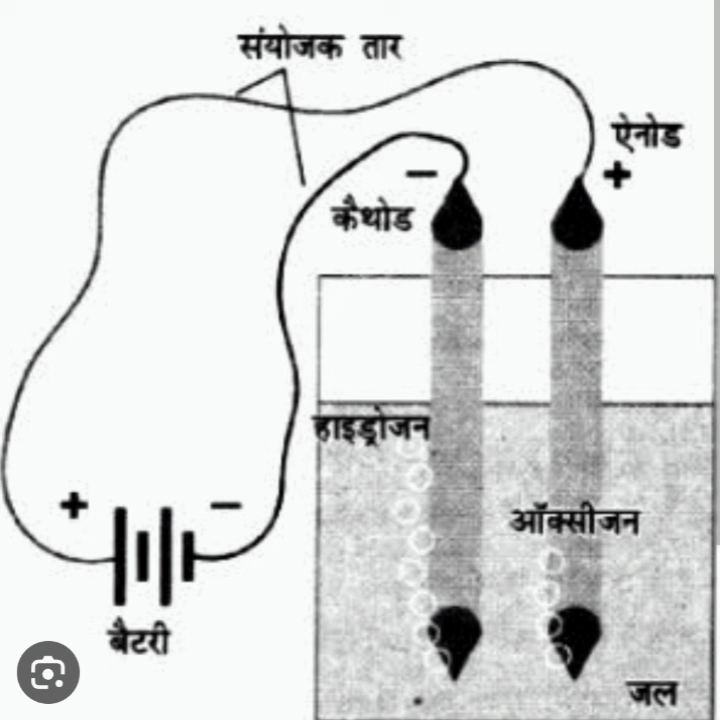 संयोजक तार
ऐनोड
− +
कैथोड
हाइड्रोजन
ऑक्सीजन
+ −
बैटरी
जल